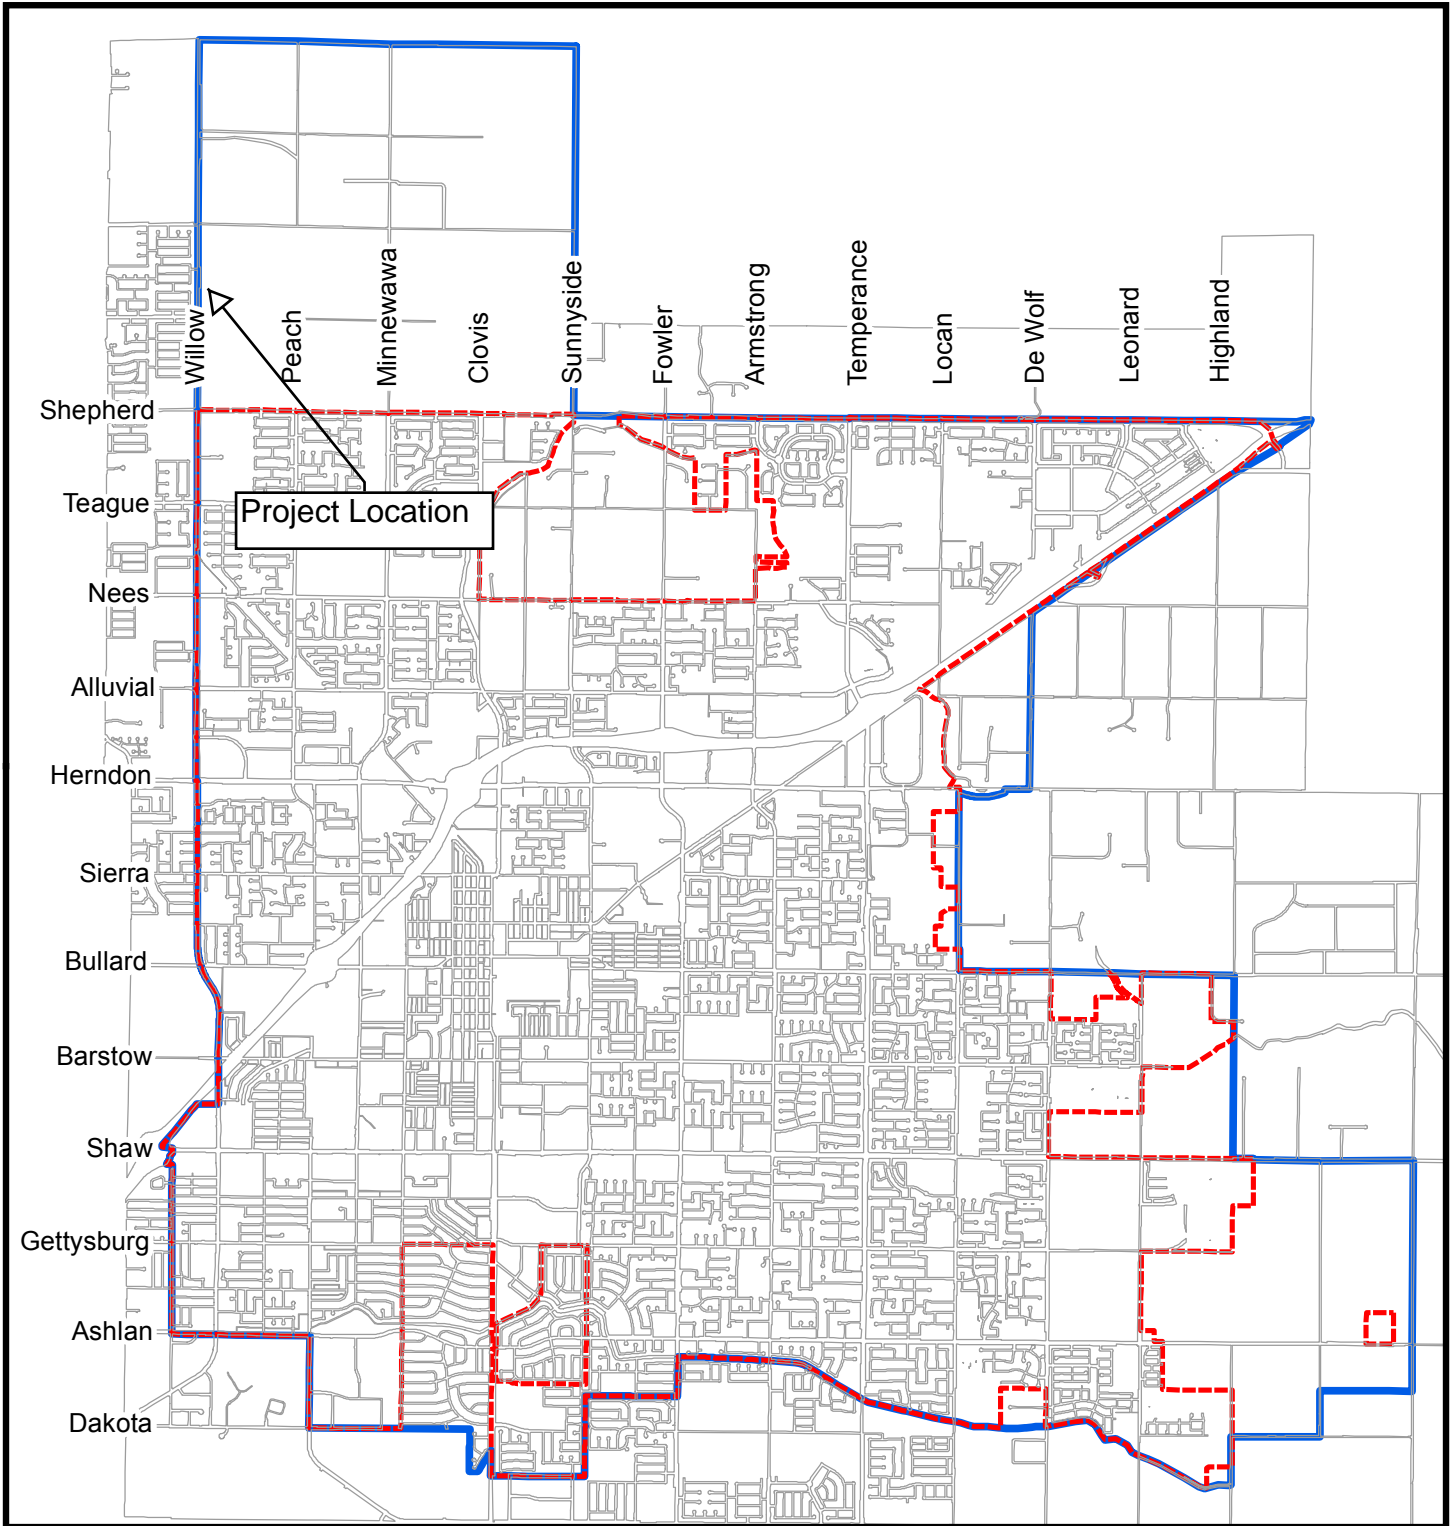 Willow
Peach
Minnewawa
Clovis
Sunnyside
Fowler
Armstrong
Temperance
Locan
De Wolf
Leonard
Highland
Shepherd
Teague
Project Location
Nees
Alluvial
Herndon
Sierra
Bullard
Barstow
Shaw
Gettysburg
Ashlan
Dakota